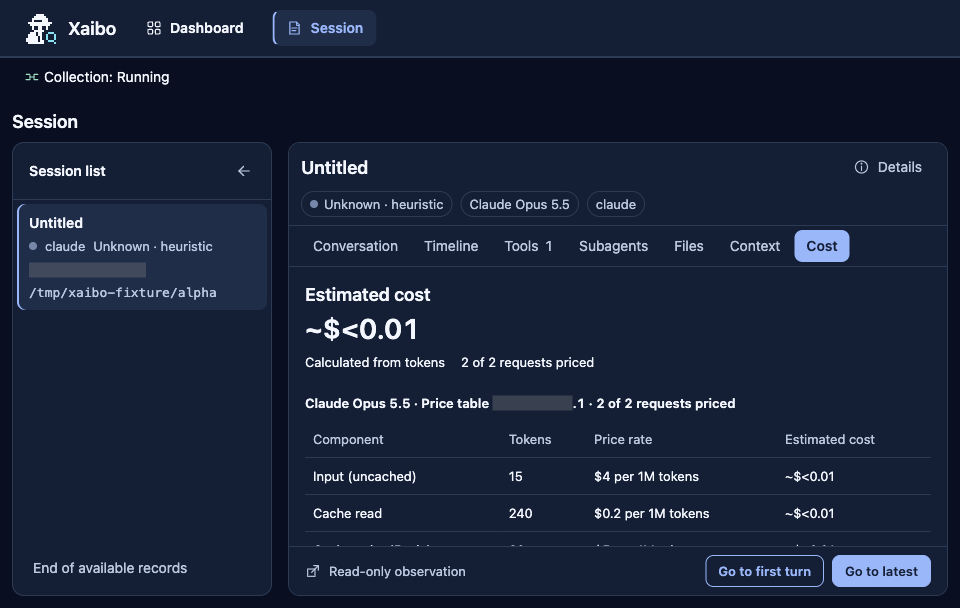 Xaibo
Dashboard
Session
Collection: Running
Session
Session list
Untitled
claude Unknown · heuristic
/tmp/xaibo-fixture/alpha
End of available records
Untitled
Details
Unknown · heuristic
Claude Opus 5.5
claude
Conversation Timeline Tools 1 Subagents Files Context Cost
Estimated cost
~$<0.01
Calculated from tokens 2 of 2 requests priced
Claude Opus 5.5 · Price table .1 · 2 of 2 requests priced
Component Tokens Price rate Estimated cost
Input (uncached) 15 $4 per 1M tokens ~$<0.01
Cache read 240 $0.2 per 1M tokens ~$<0.01
Read-only observation
Go to first turn
Go to latest